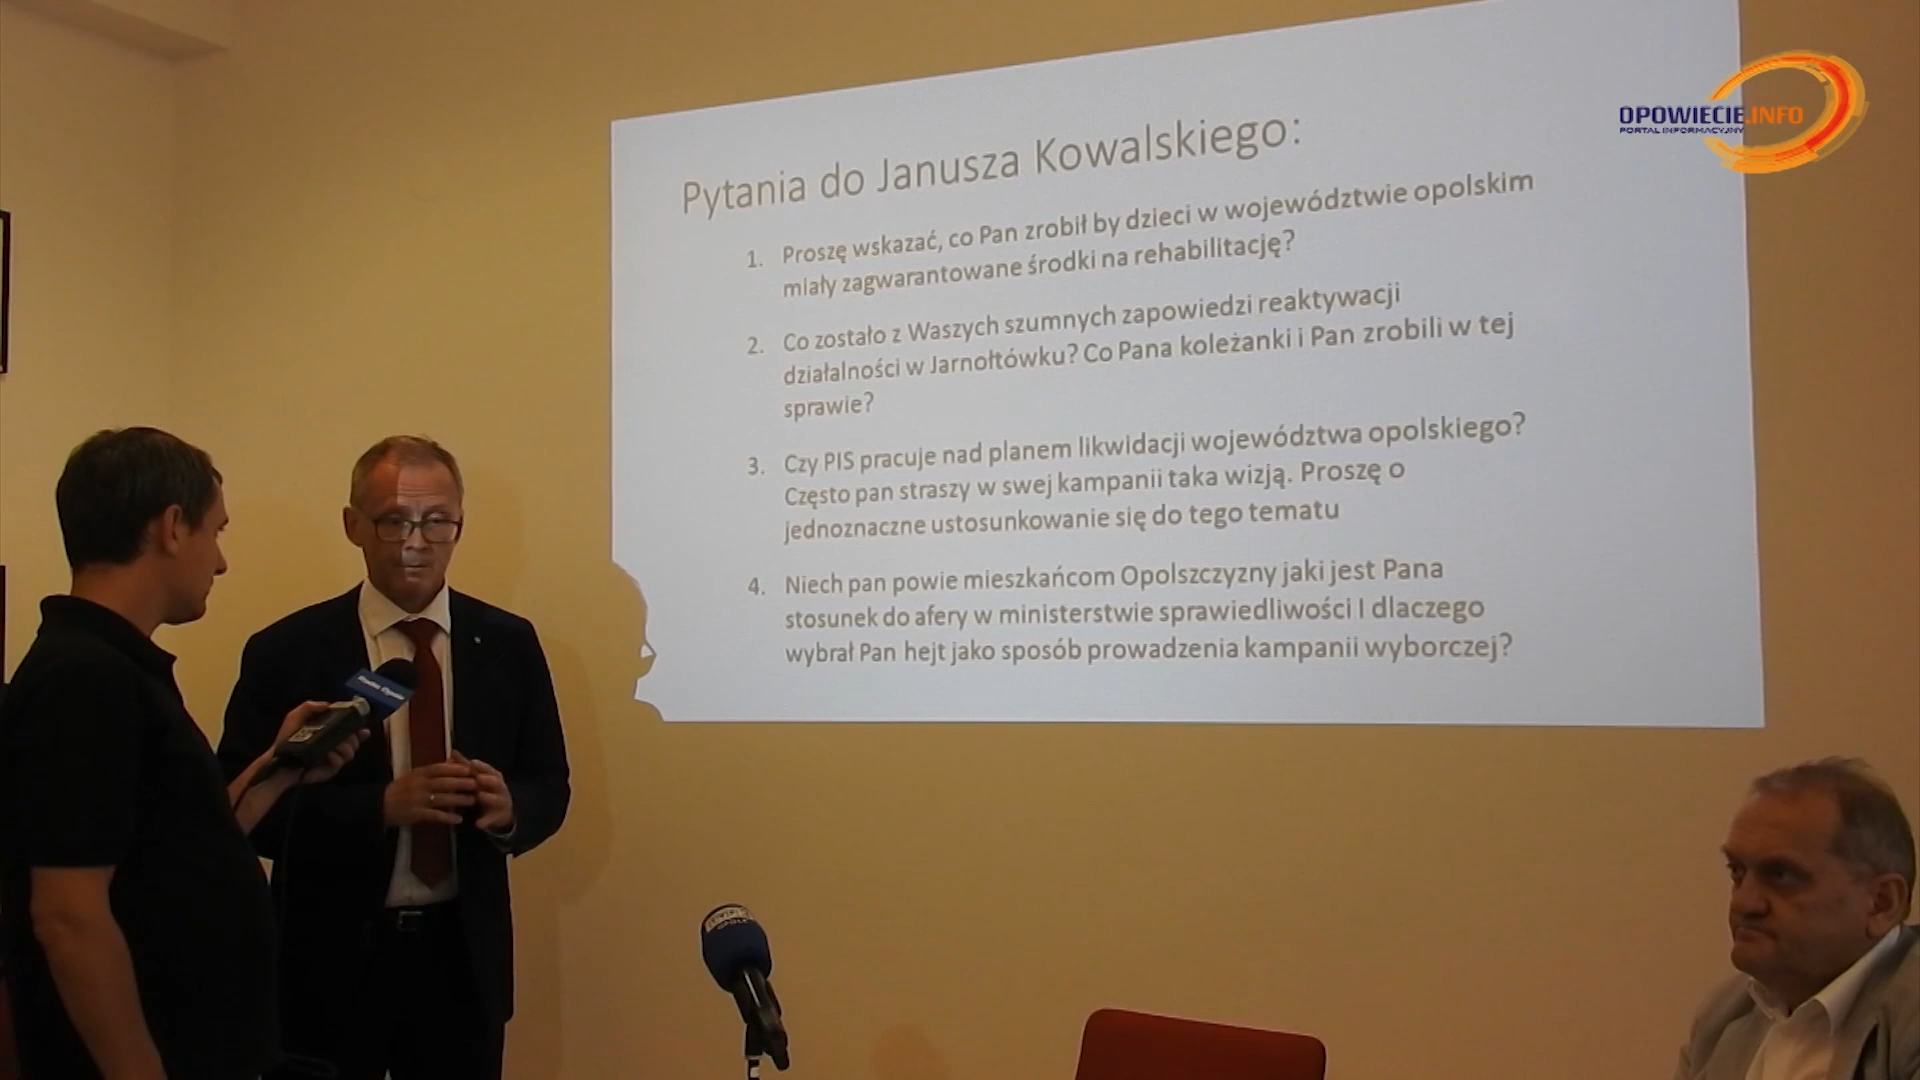 OPOWIECIE.INFO
PORTAL INFORMACYJNY
Pytania do Janusza Kowalskiego:
1. Proszę wskazać, co Pan zrobił by dzieci w województwie opolskim
miały zagwarantowane środki na rehabilitację?
2. Co zostało z Waszych szumnych zapowiedzi reaktywacji
działalności w Jarnołtówku? Co Pana koleżanki i Pan zrobili w tej
sprawie?
3. Czy PIS pracuje nad planem likwidacji województwa opolskiego?
Często pan straszy w swej kampanii taka wizją. Proszę o
jednoznaczne ustosunkowanie się do tego tematu
4. Niech pan powie mieszkańcom Opolszczyzny jaki jest Pana
stosunek do afery w ministerstwie sprawiedliwości I dlaczego
wybrał Pan hejt jako sposób prowadzenia kampanii wyborczej?
Radio Opole